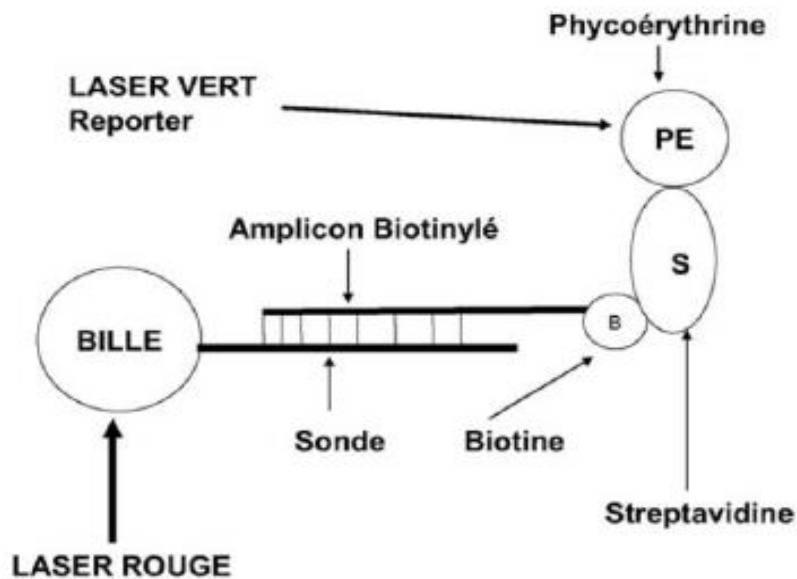 Phycoérythrine
LASER VERT
Reporter
PE
Amplicon Biotinylé
S
BILLE
B
Sonde
Biotine
Streptavidine
LASER ROUGE